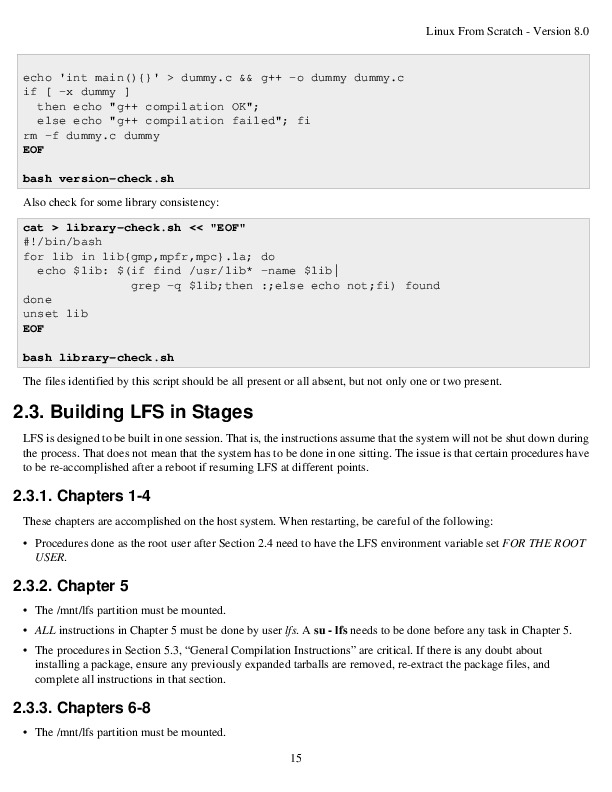 Linux From Scratch - Version 8.0
echo 'int main(){}' > dummy.c && g++ -o dummy dummy.c
if [ -x dummy ]
  then echo "g++ compilation OK";
  else echo "g++ compilation failed"; fi
rm -f dummy.c dummy
EOF
bash version-check.sh
Also check for some library consistency:
cat > library-check.sh << "EOF"
#!/bin/bash
for lib in lib{gmp,mpfr,mpc}.la; do
  echo $lib: $(if find /usr/lib* -name $lib|
               grep -q $lib;then :;else echo not;fi) found
done
unset lib
EOF
bash library-check.sh
The files identified by this script should be all present or all absent, but not only one or two present.
2.3. Building LFS in Stages
LFS is designed to be built in one session. That is, the instructions assume that the system will not be shut down during
the process. That does not mean that the system has to be done in one sitting. The issue is that certain procedures have
to be re-accomplished after a reboot if resuming LFS at different points.
2.3.1. Chapters 1-4
These chapters are accomplished on the host system. When restarting, be careful of the following:
• Procedures done as the root user after Section 2.4 need to have the LFS environment variable set FOR THE ROOT
USER.
2.3.2. Chapter 5
• The /mnt/lfs partition must be mounted.
• ALL instructions in Chapter 5 must be done by user lfs. A su - lfs needs to be done before any task in Chapter 5.
• The procedures in Section 5.3, “General Compilation Instructions” are critical. If there is any doubt about
installing a package, ensure any previously expanded tarballs are removed, re-extract the package files, and
complete all instructions in that section.
2.3.3. Chapters 6-8
• The /mnt/lfs partition must be mounted.
15